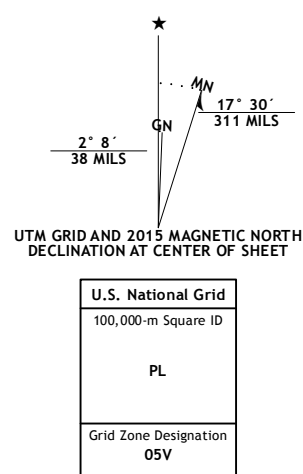 ★
MN
GN
17° 30´
311 MILS
2° 8´
38 MILS
UTM GRID AND 2015 MAGNETIC NORTH
DECLINATION AT CENTER OF SHEET
U.S. National Grid
100,000-m Square ID
PL
Grid Zone Designation
05V